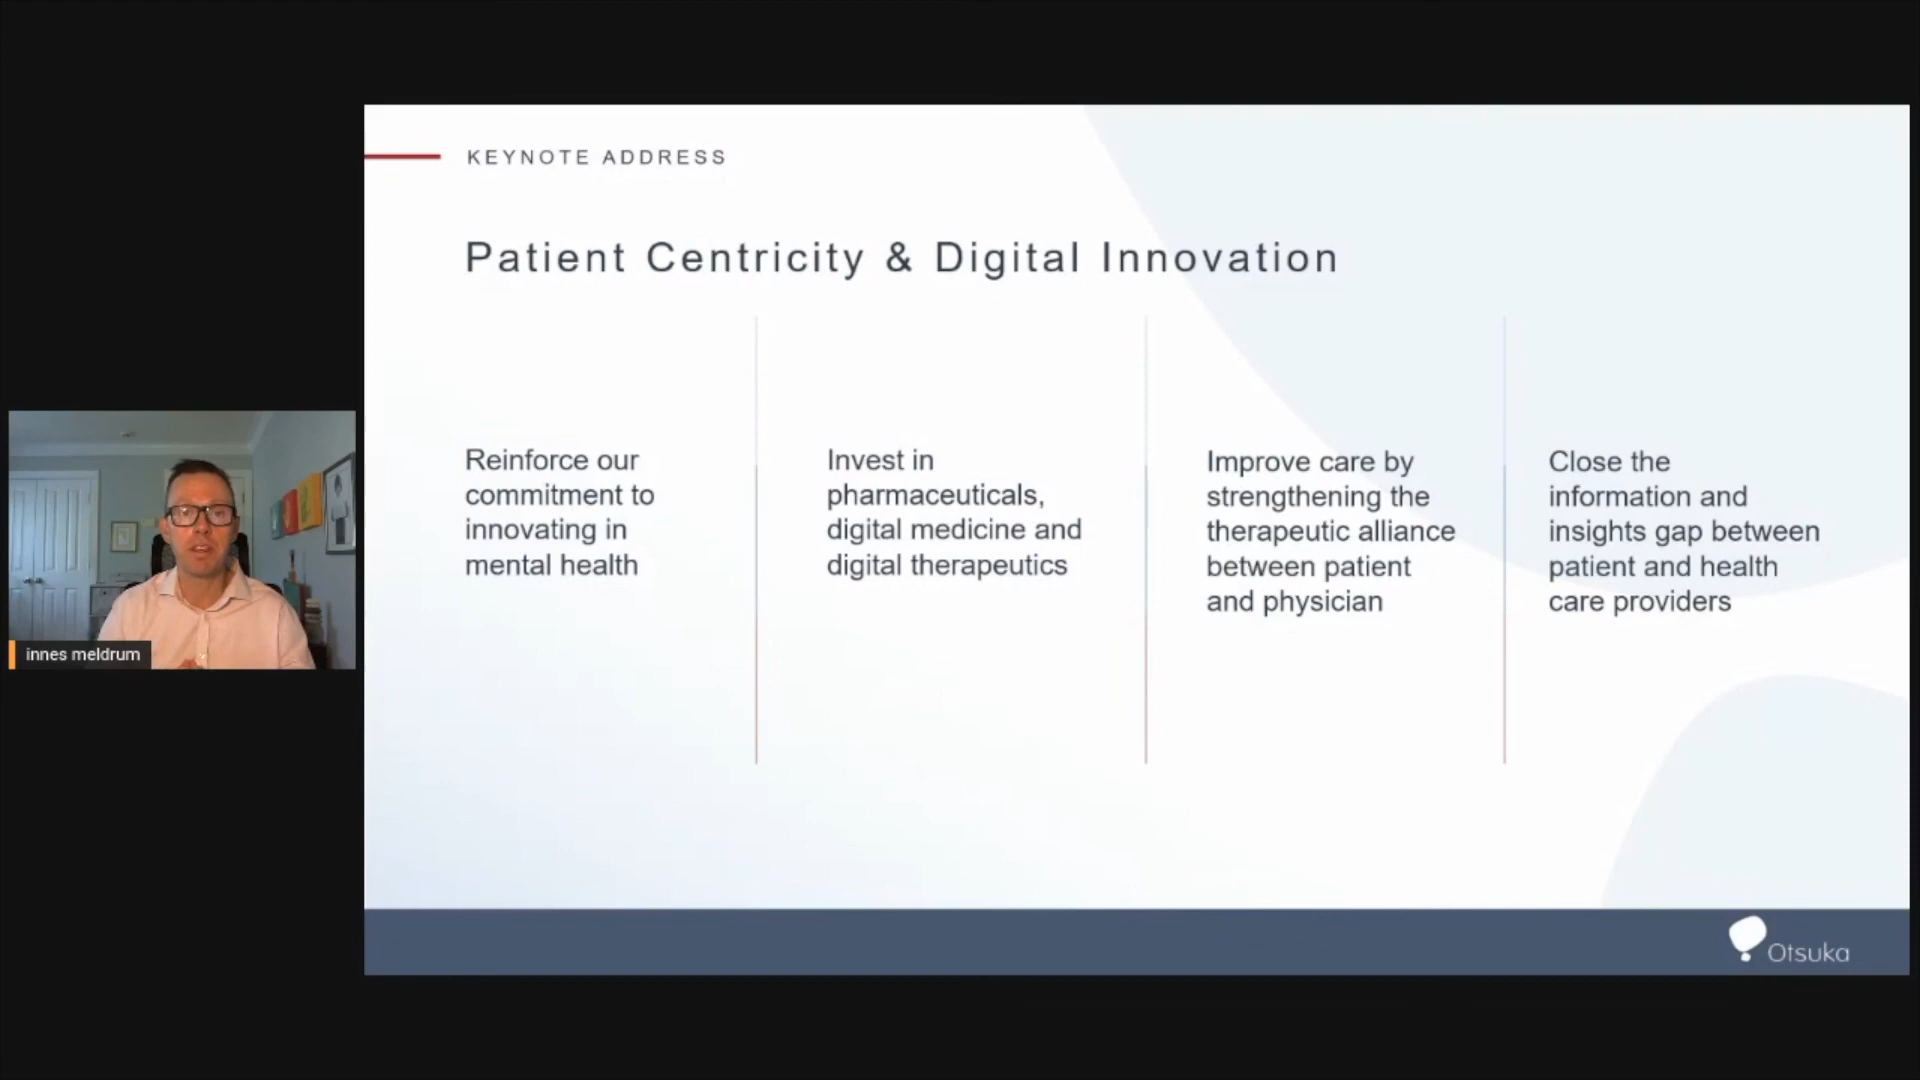 KEYNOTE ADDRESS
Patient Centricity & Digital Innovation
Reinforce our
commitment to
innovating in
mental health
Invest in
pharmaceuticals,
digital medicine and
digital therapeutics
Improve care by
strengthening the
therapeutic alliance
between patient
and physician
Close the
information and
insights gap between
patient and health
care providers
innes meldrum
Otsuka